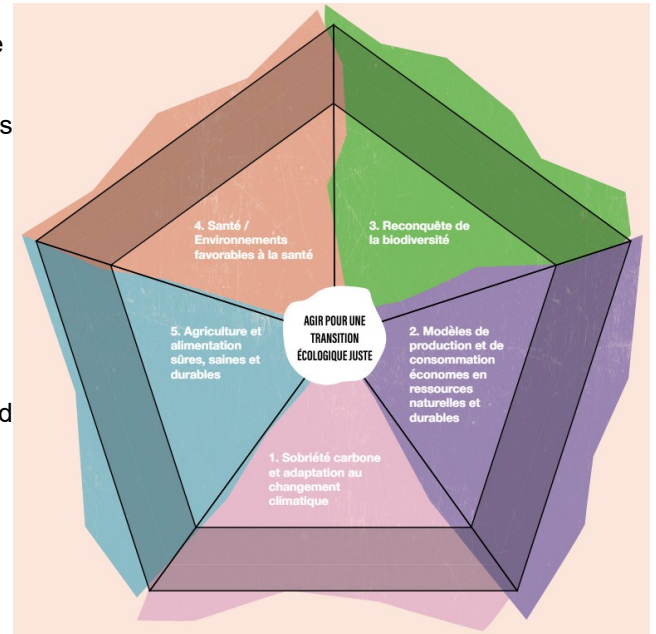 e
s
d
4. Santé /
Environnements
favorables à la santé
3. Reconquête de
la biodiversité
AGIR POUR UNE
TRANSITION
ÉCOLOGIQUE JUSTE
5. Agriculture et
alimentation
sûres, saines et
durables
2. Modèles de
production et de
consommation
économes en
ressources
naturelles et
durables
1. Sobriété carbone
et adaptation au
changement
climatique